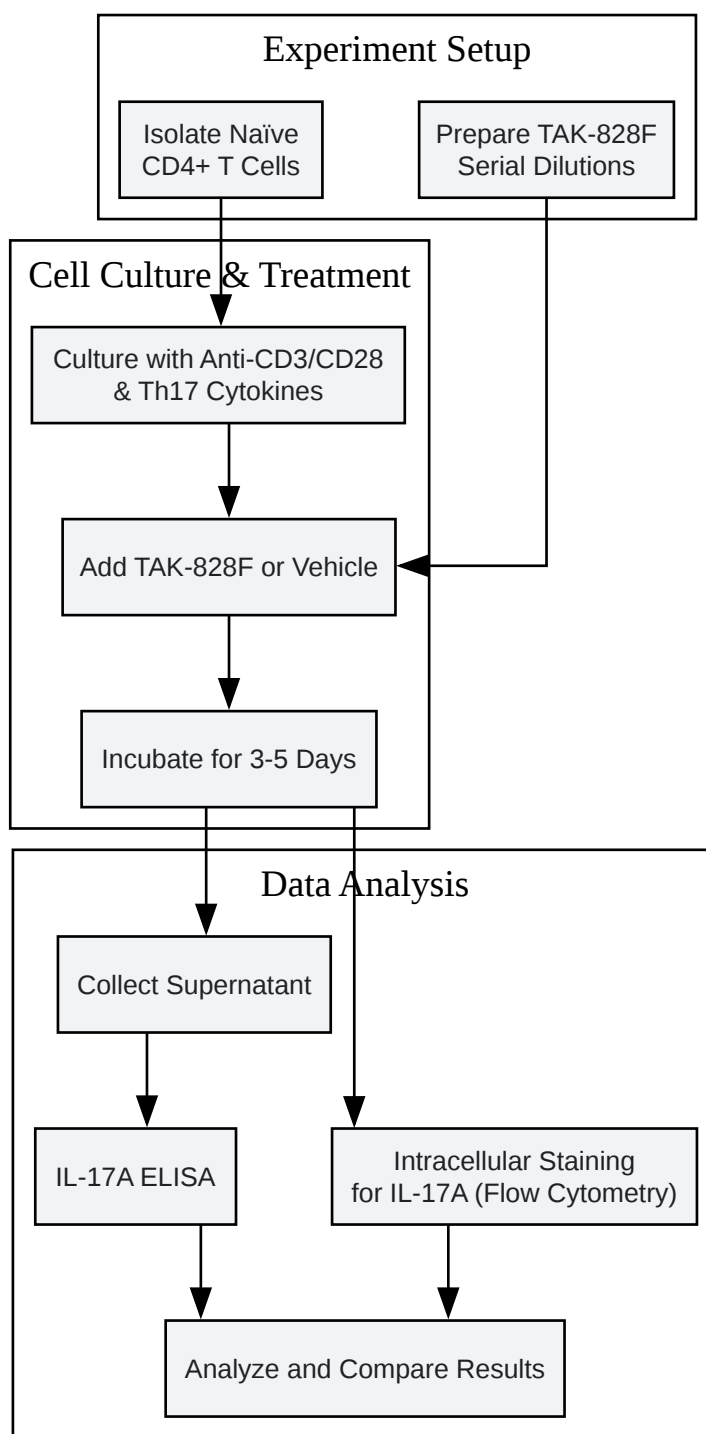 Experiment Setup
Isolate Naïve
CD4+ T Cells
Prepare TAK-828F
Serial Dilutions
Cell Culture & Treatment
Culture with Anti-CD3/CD28
& Th17 Cytokines
Add TAK-828F or Vehicle
Incubate for 3-5 Days
Data Analysis
Collect Supernatant
IL-17A ELISA
Intracellular Staining
for IL-17A (Flow Cytometry)
Analyze and Compare Results